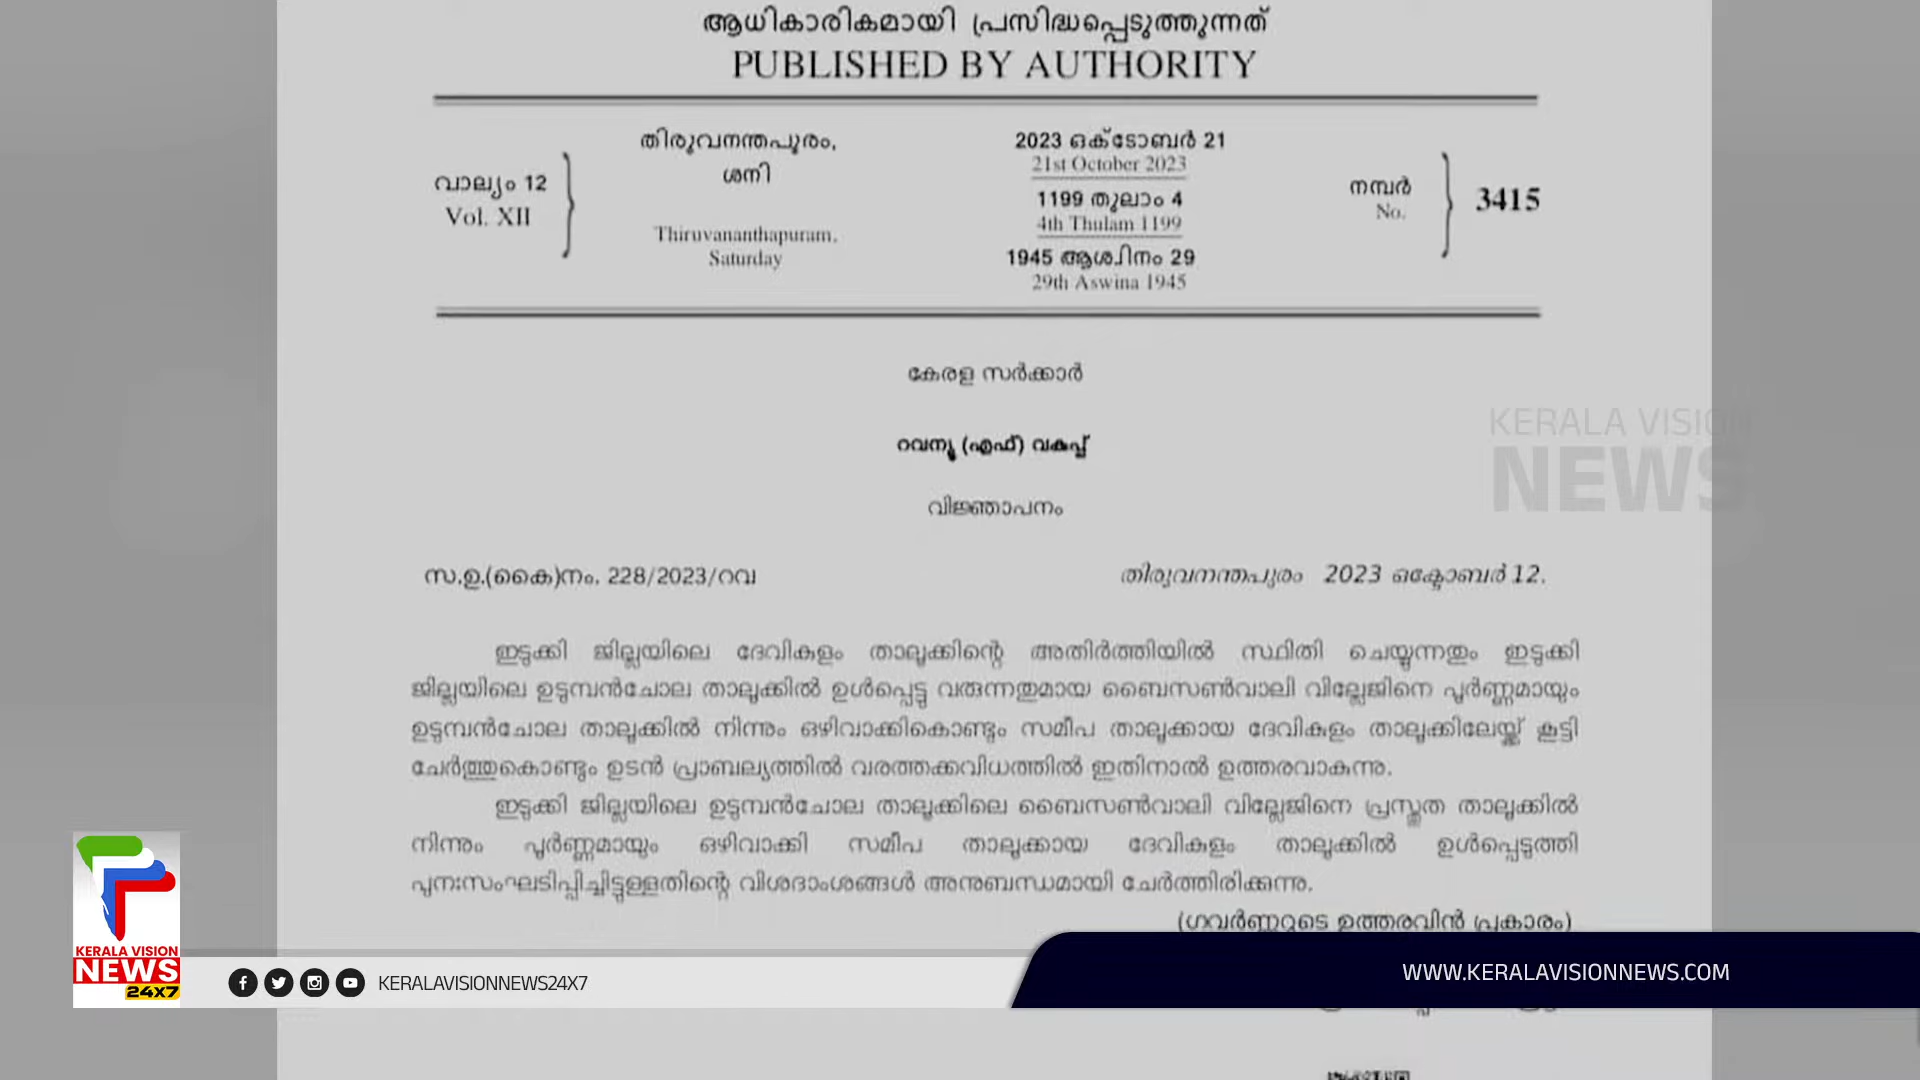 ആധികാരികമായി പ്രസിദ്ധപ്പെടുത്തുന്നത്
PUBLISHED BY AUTHORITY
വാല്യം 12
Vol. XII
തിരുവനന്തപുരം,
ശനി
Thiruvananthapuram,
Saturday
2023 ഒക്ടോബർ 21
21st October 2023
1199 തുലാം 4
4th Thulam 1199
1945 ആശ്വിനം 29
29th Aswina 1945
നമ്പർ
No.
3415
കേരള സർക്കാർ
റവന്യൂ (എഫ്) വകുപ്പ്
വിജ്ഞാപനം
സ.ഉ.(കൈ)നം. 228/2023/റവ
തിരുവനന്തപുരം 2023 ഒക്ടോബർ 12.
ഇടുക്കി ജില്ലയിലെ ദേവികുളം താലൂക്കിന്റെ അതിർത്തിയിൽ സ്ഥിതി ചെയ്യുന്നതും ഇടുക്കി
ജില്ലയിലെ ഉടുമ്പൻചോല താലൂക്കിൽ ഉൾപ്പെട്ടു വരുന്നതുമായ ബൈസൺവാലി വില്ലേജിനെ പൂർണ്ണമായും
ഉടുമ്പൻചോല താലൂക്കിൽ നിന്നും ഒഴിവാക്കികൊണ്ടും സമീപ താലൂക്കായ ദേവികുളം താലൂക്കിലേയ്ക്ക് കൂട്ടി
ചേർത്തുകൊണ്ടും ഉടൻ പ്രാബല്യത്തിൽ വരത്തക്കവിധത്തിൽ ഇതിനാൽ ഉത്തരവാകുന്നു.
ഇടുക്കി ജില്ലയിലെ ഉടുമ്പൻചോല താലൂക്കിലെ ബൈസൺവാലി വില്ലേജിനെ പ്രസ്തുത താലൂക്കിൽ
നിന്നും പൂർണ്ണമായും ഒഴിവാക്കി സമീപ താലൂക്കായ ദേവികുളം താലൂക്കിൽ ഉൾപ്പെടുത്തി
പുനഃസംഘടിപ്പിച്ചിട്ടുള്ളതിന്റെ വിശദാംശങ്ങൾ അനുബന്ധമായി ചേർത്തിരിക്കുന്നു.
(ഗവർണ്ണറുടെ ഉത്തരവിൻ പ്രകാരം)
KERALA VISION
NEWS
KERALA VISION
NEWS
24X7
KERALAVISIONNEWS24X7
WWW.KERALAVISIONNEWS.COM